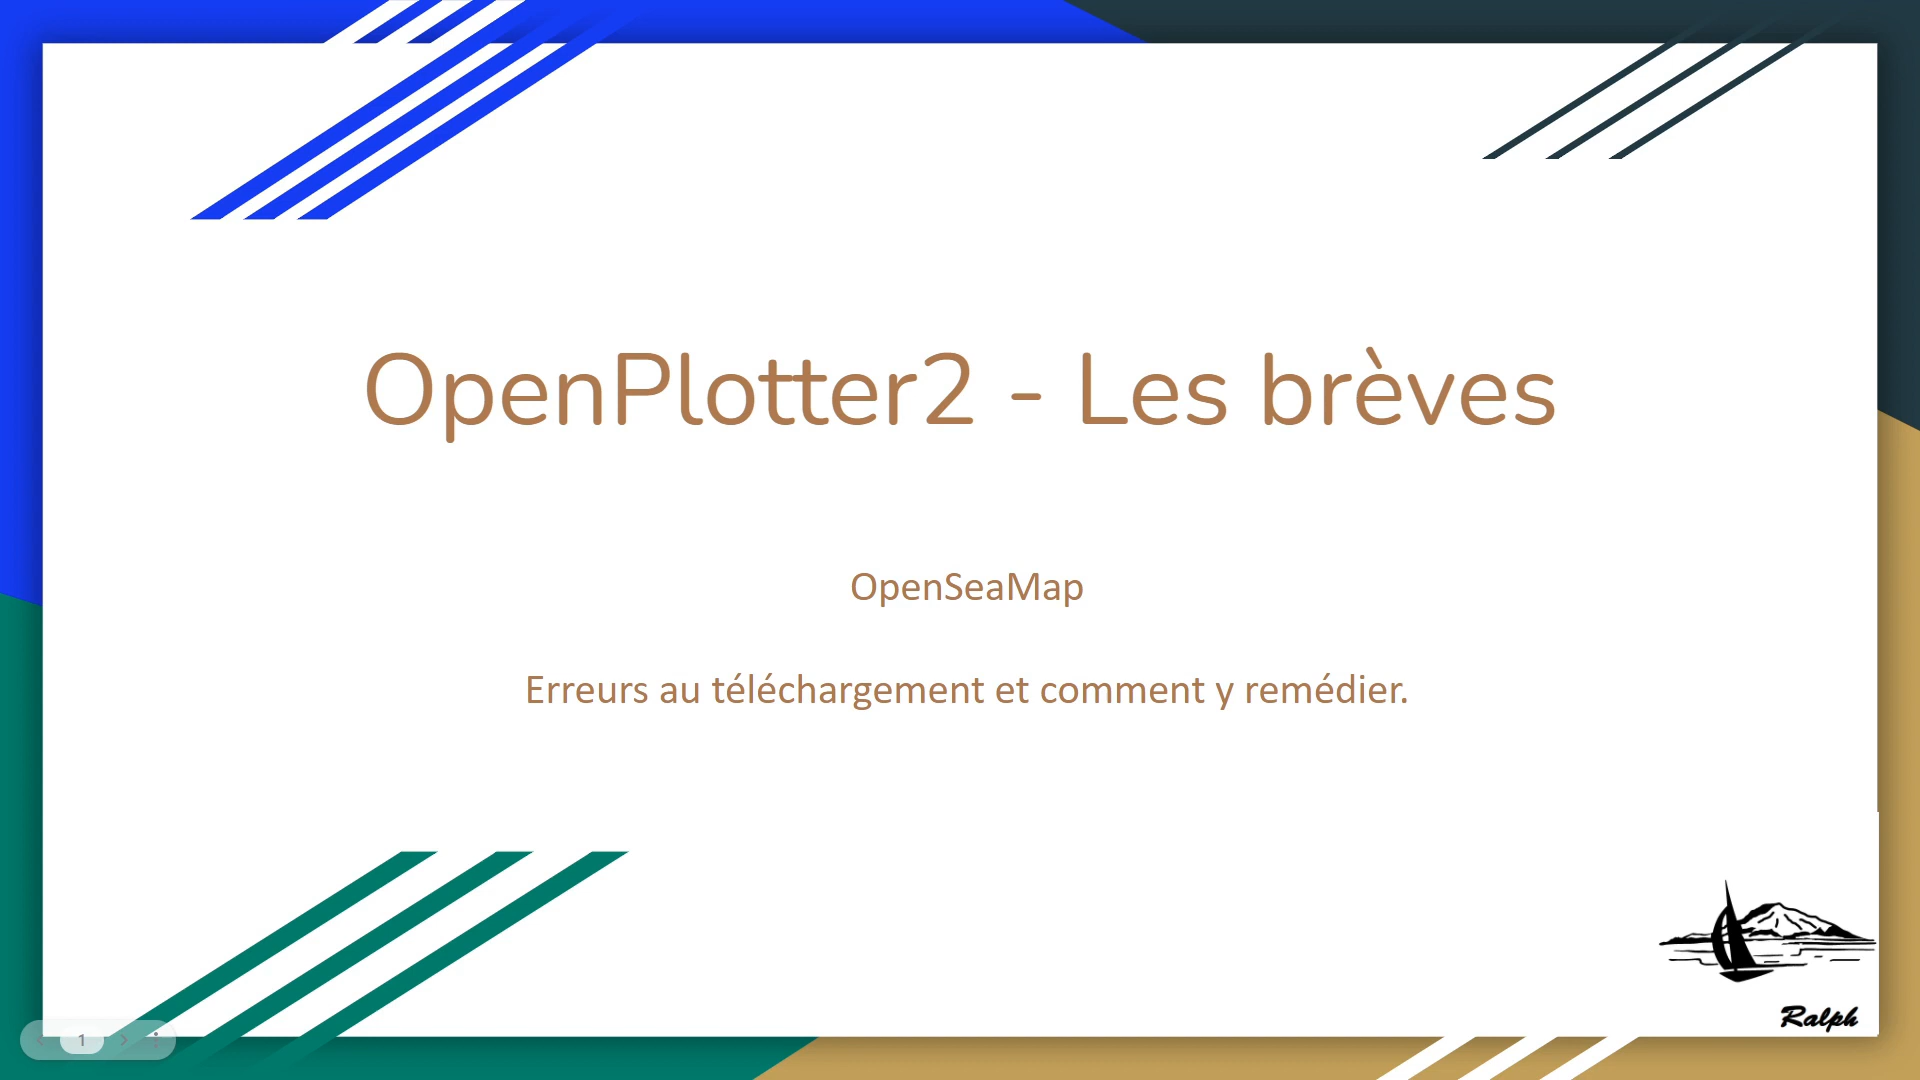 OpenPlotter2 - Les brèves
OpenSeaMap
Erreurs au téléchargement et comment y remédier.
Ralph
1